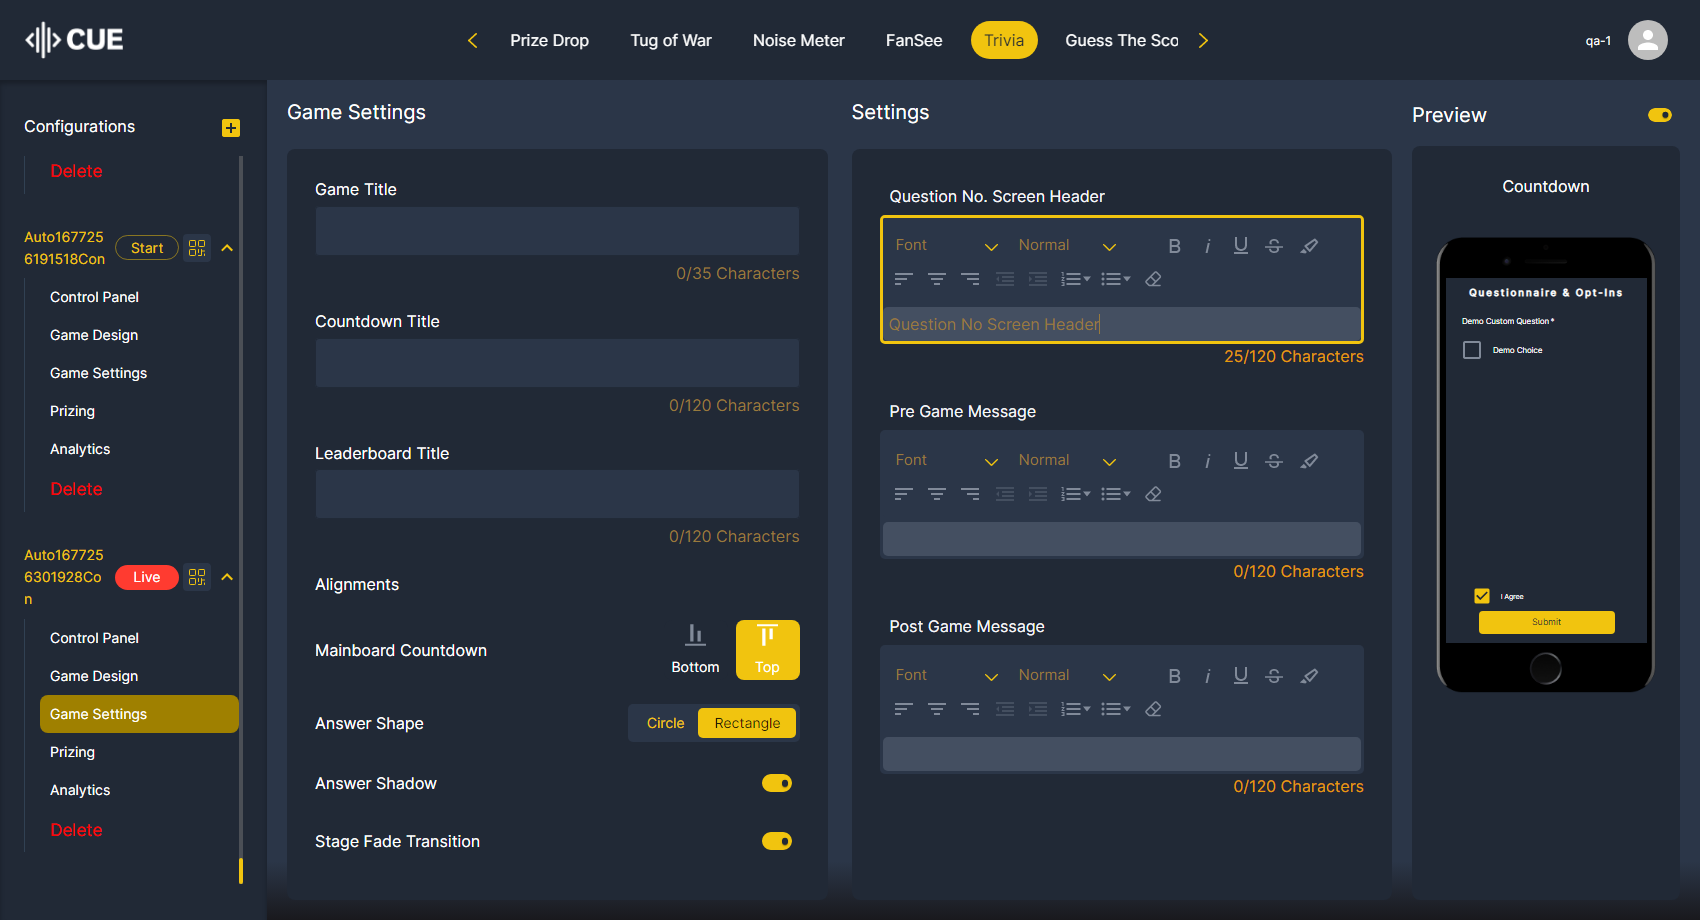 CUE
Prize Drop
Tug of War
Noise Meter
FanSee
Trivia
Guess The Sco
qa-1
Configurations
Delete
Auto167725
6191518Con
Start
Control Panel
Game Design
Game Settings
Prizing
Analytics
Delete
Auto167725
6301928Co
n
Live
Control Panel
Game Design
Game Settings
Prizing
Analytics
Delete
Game Settings
Game Title
0/35 Characters
Countdown Title
0/120 Characters
Leaderboard Title
0/120 Characters
Alignments
Mainboard Countdown
Bottom
Top
Answer Shape
Circle
Rectangle
Answer Shadow
Stage Fade Transition
Settings
Question No. Screen Header
Font
Normal
B i U S
Question No Screen Header
25/120 Characters
Pre Game Message
Font
Normal
B i U S
0/120 Characters
Post Game Message
Font
Normal
B i U S
0/120 Characters
Preview
Countdown
Questionnaire & Opt-Ins
Demo Custom Question *
Demo Choice
I Agree
Submit